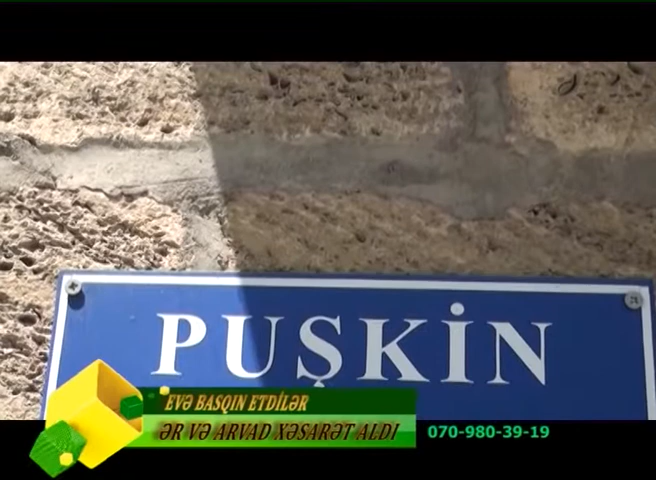 PUŞKİN
EVƏ BASQIN ETDİLƏR
ƏR VƏ ARVAD XƏSARƏT ALDI
070-980-39-19